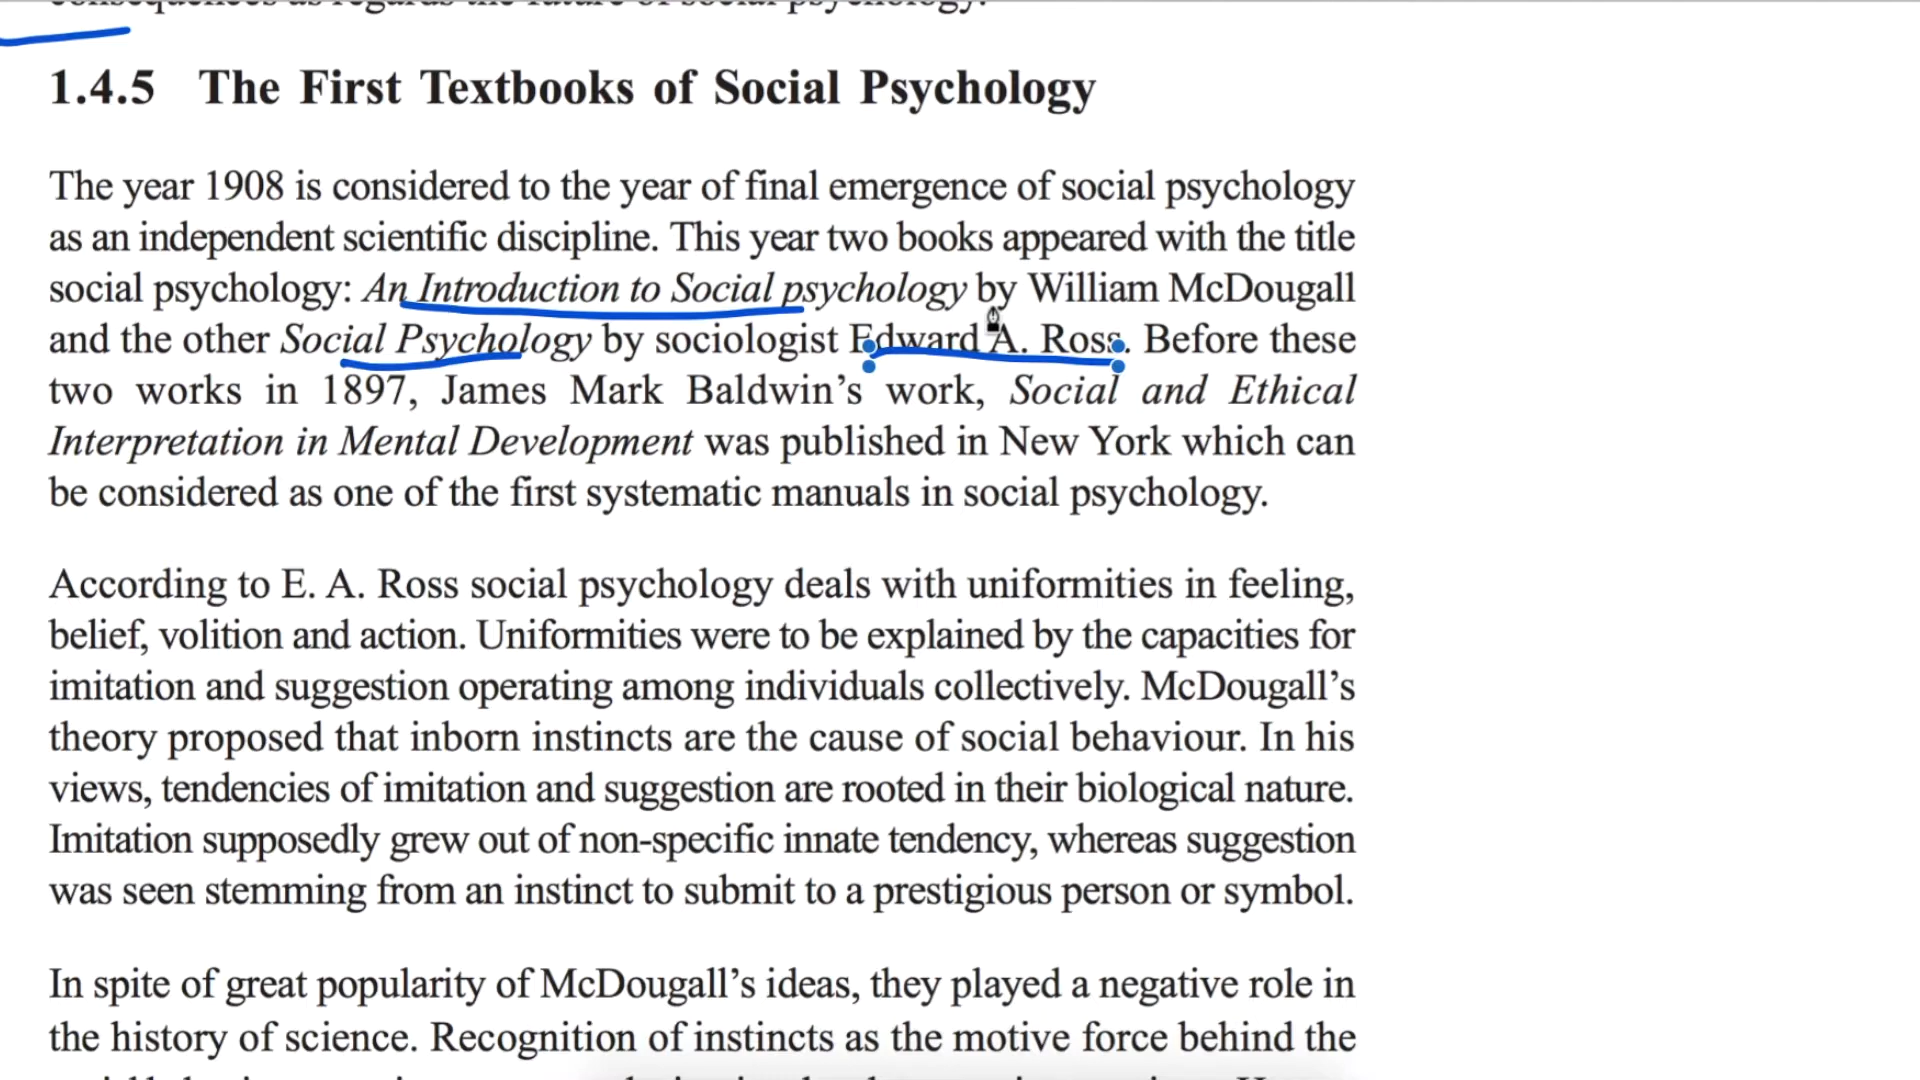 consequences as regards the future of social psychology.
1.4.5 The First Textbooks of Social Psychology
The year 1908 is considered to the year of final emergence of social psychology
as an independent scientific discipline. This year two books appeared with the title
social psychology: An Introduction to Social psychology by William McDougall
and the other Social Psychology by sociologist Edward A. Ross. Before these
two works in 1897, James Mark Baldwin’s work, Social and Ethical
Interpretation in Mental Development was published in New York which can
be considered as one of the first systematic manuals in social psychology.
According to E. A. Ross social psychology deals with uniformities in feeling,
belief, volition and action. Uniformities were to be explained by the capacities for
imitation and suggestion operating among individuals collectively. McDougall’s
theory proposed that inborn instincts are the cause of social behaviour. In his
views, tendencies of imitation and suggestion are rooted in their biological nature.
Imitation supposedly grew out of non-specific innate tendency, whereas suggestion
was seen stemming from an instinct to submit to a prestigious person or symbol.
In spite of great popularity of McDougall’s ideas, they played a negative role in
the history of science. Recognition of instincts as the motive force behind the